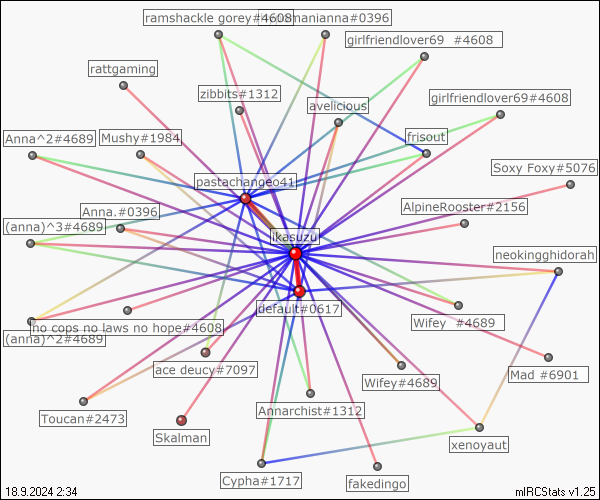 ramshackle gorey#4608
manianna#0396
girlfriendlover69 #4608
rattgaming
zibbits#1312
avelicious
girlfriendlover69#4608
Anna^2#4689
Mushy#1984
frisout
pastachangeo41
Soxy Foxy#5076
Anna.#0396
AlpineRooster#2156
(anna)^3#4689
ikasuzu
neokingghidorah
default#0617
no cops no laws no hope#4608
Wifey #4689
(anna)^2#4689
ace deucy#7097
Wifey#4689
Mad #6901
Toucan#2473
Annarchist#1312
Skalman
xenoyaut
Cypha#1717
fakedingo
18.9.2024 2:34
mIRCStats v1.25